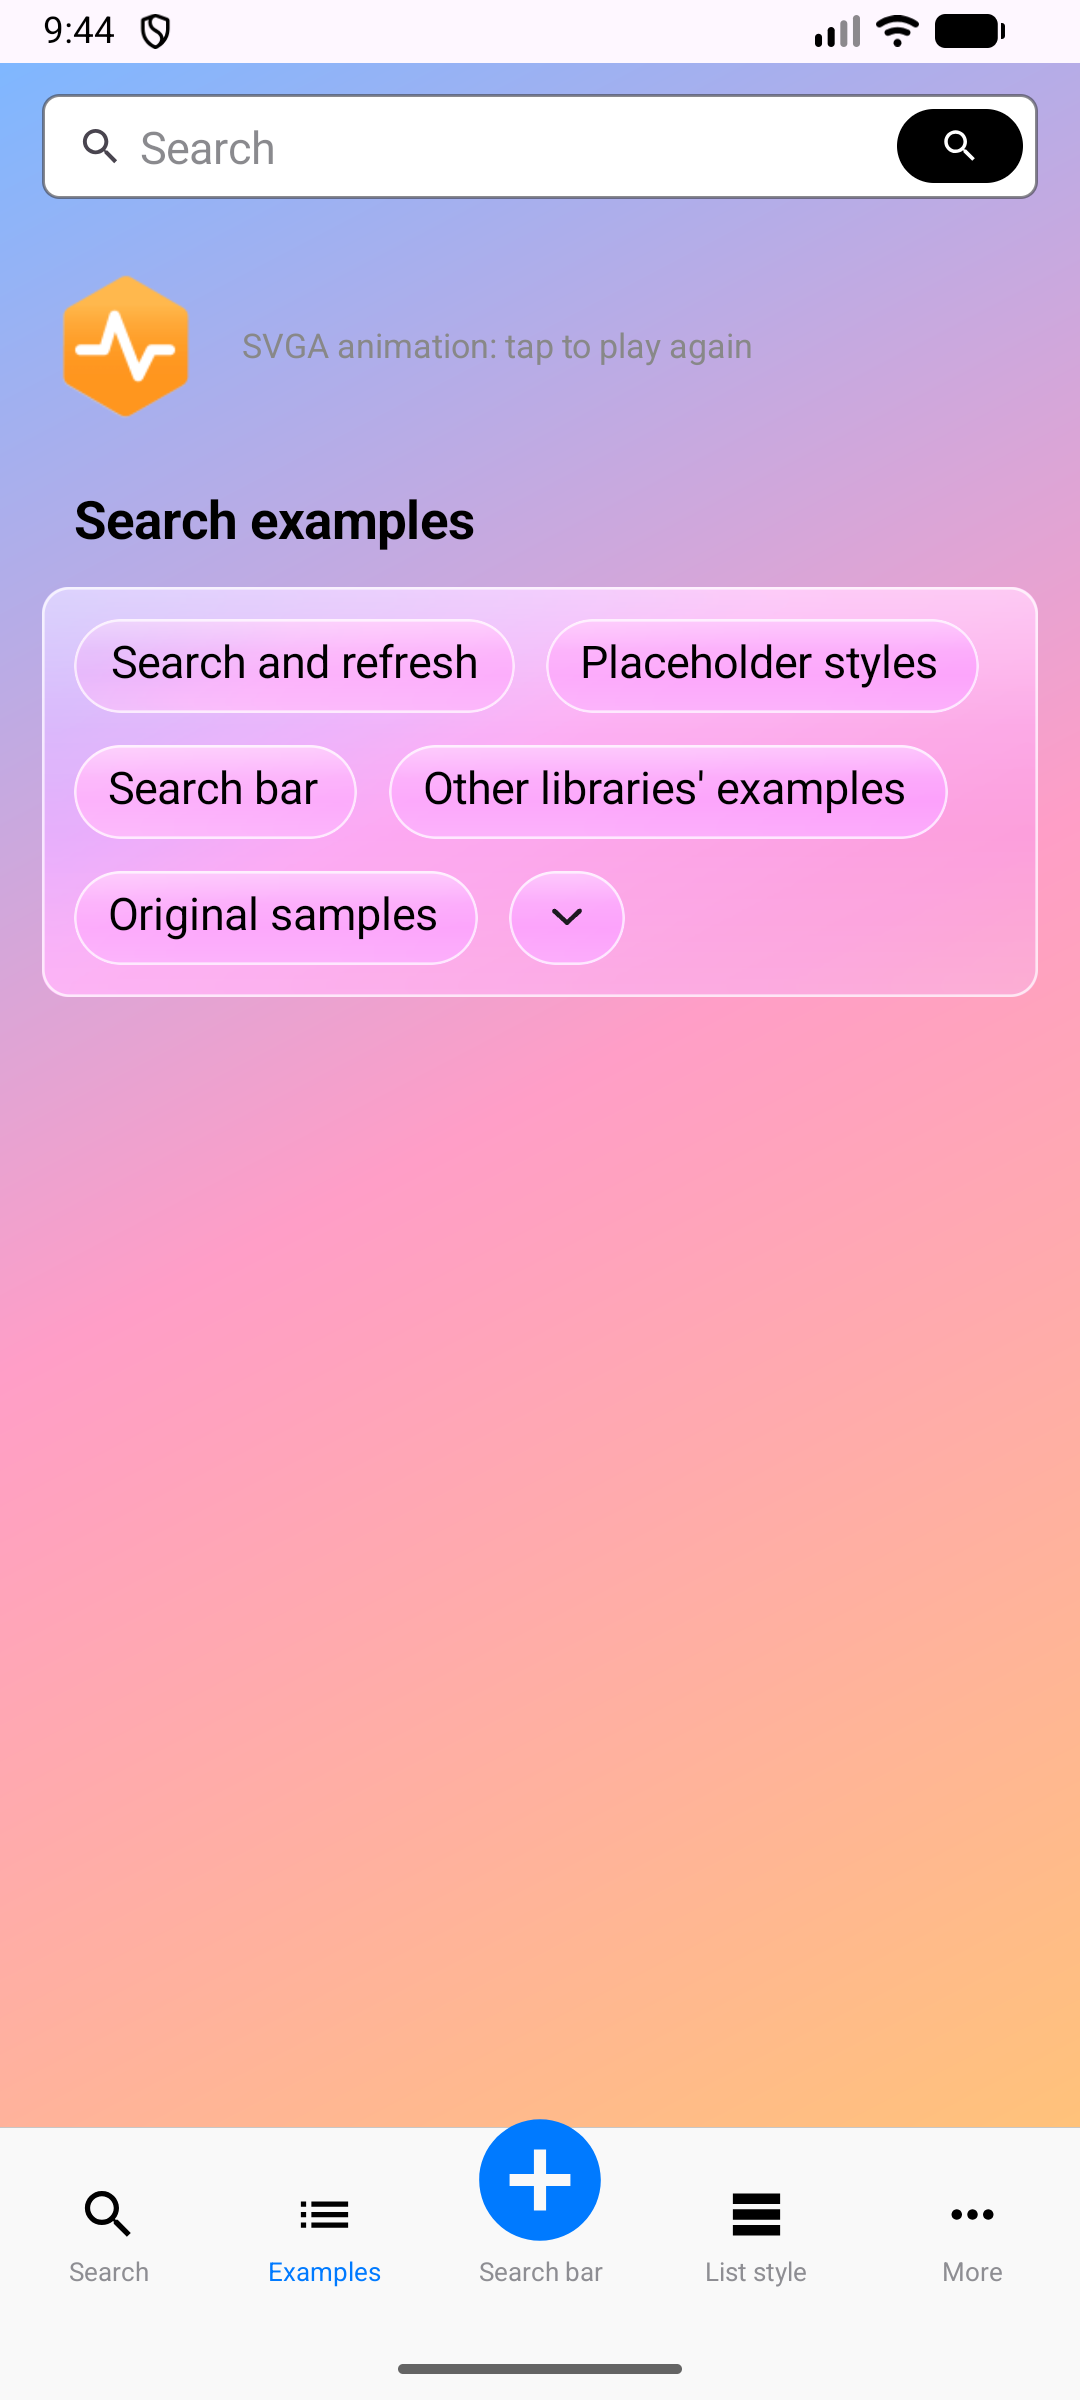 9:44
Search
SVGA animation: tap to play again
Search examples
Search and refresh
Placeholder styles
Search bar
Other libraries' examples
Original samples
Search
Examples
Search bar
List style
More